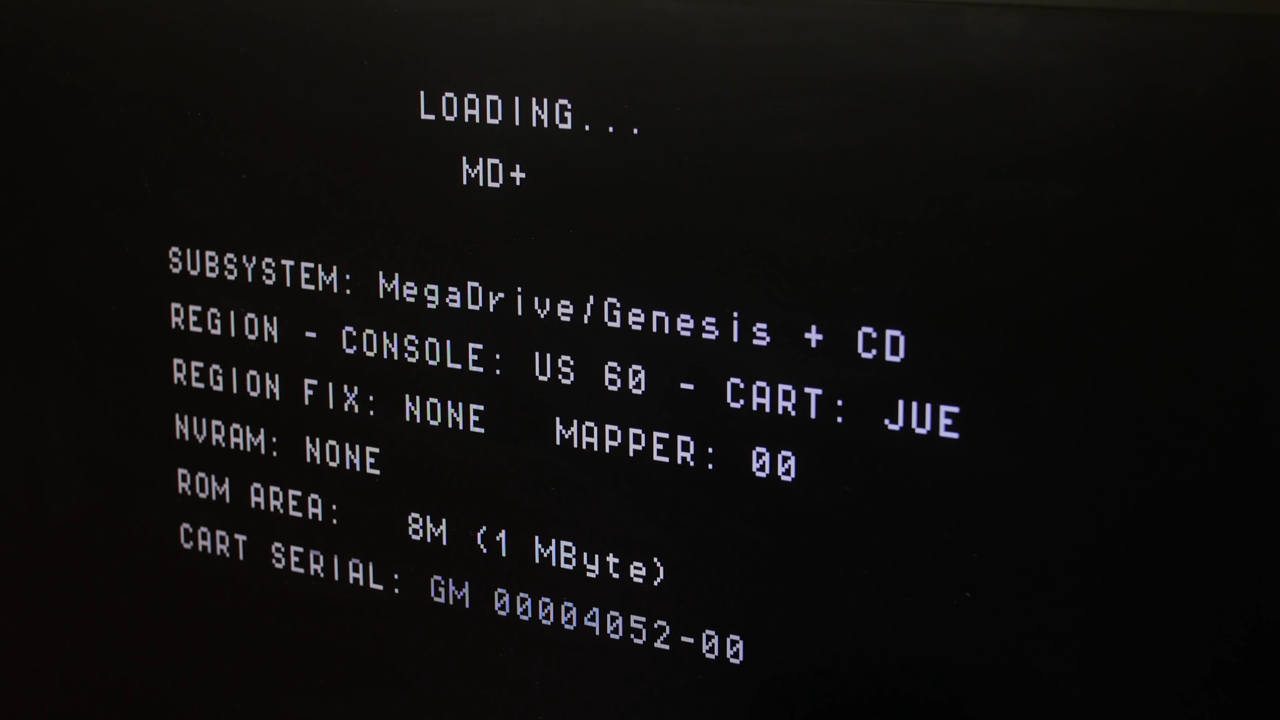 LOADING...
MD+
SUBSYSTEM: MegaDrive/Genesis + CD
REGION - CONSOLE: US 60 - CART: JUE
REGION FIX: NONE MAPPER: 00
NVRAM: NONE
ROM AREA: 8M (1 MByte)
CART SERIAL: GM 00004052-00